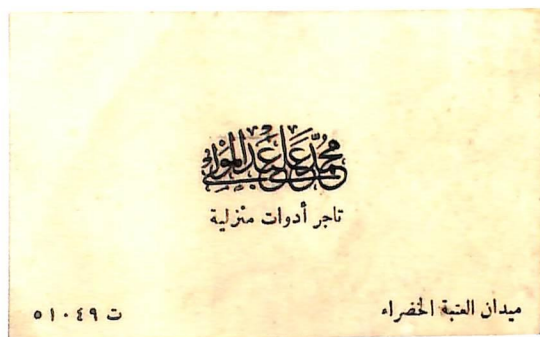 محمد علي عبد المولى
تاجر أدوات منزلية
ميدان العتبة الخضراء
ت ٥١٠٤٩